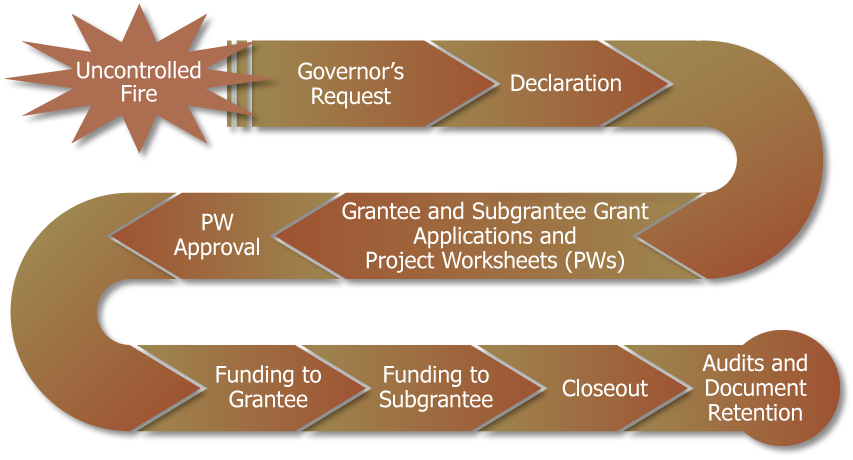 Uncontrolled
Fire
Governor's
Request
Declaration
Grantee and Subgrantee Grant
Applications and
Project Worksheets (PWs)
PW
Approval
Funding to
Grantee
Funding to
Subgrantee
Closeout
Audits and
Document
Retention